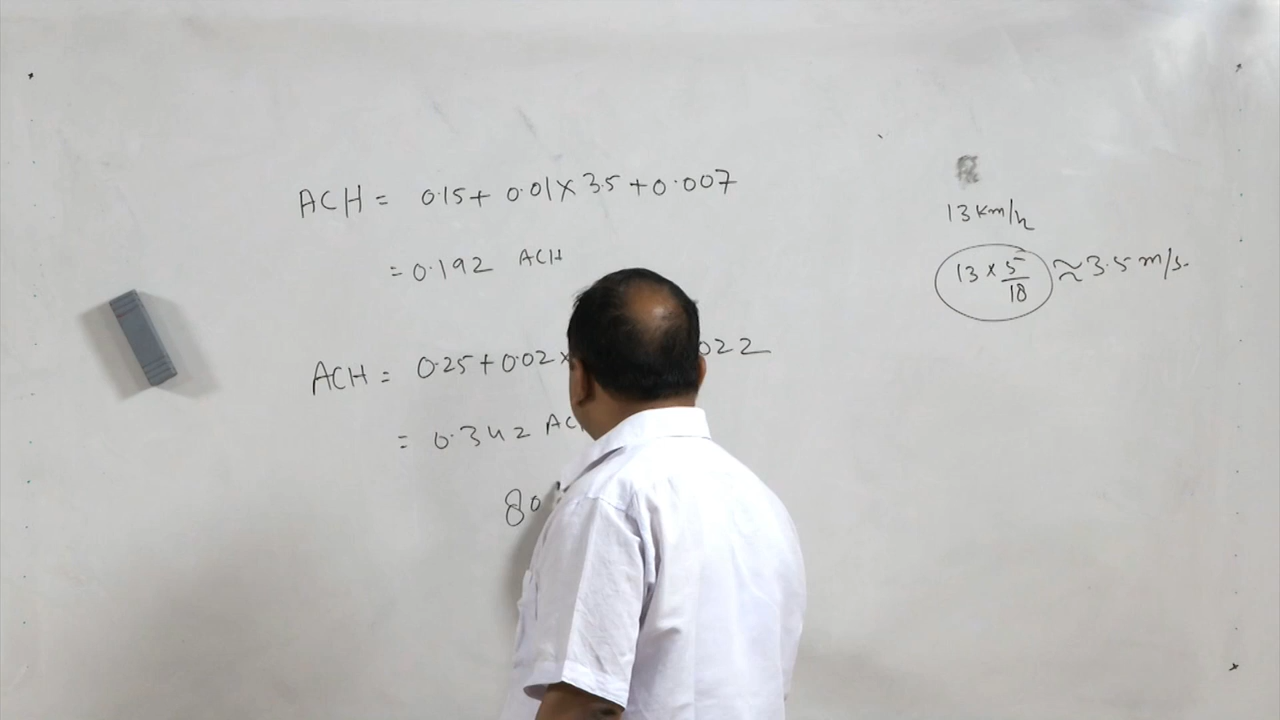 ACH = 0.15 + 0.01 × 3.5 + 0.007
= 0.192 ACH
ACH = 0.25 + 0.02 × 022
= 0.342 AC
80
13 km/h
13 × 5/18 ≈ 3.5 m/s.